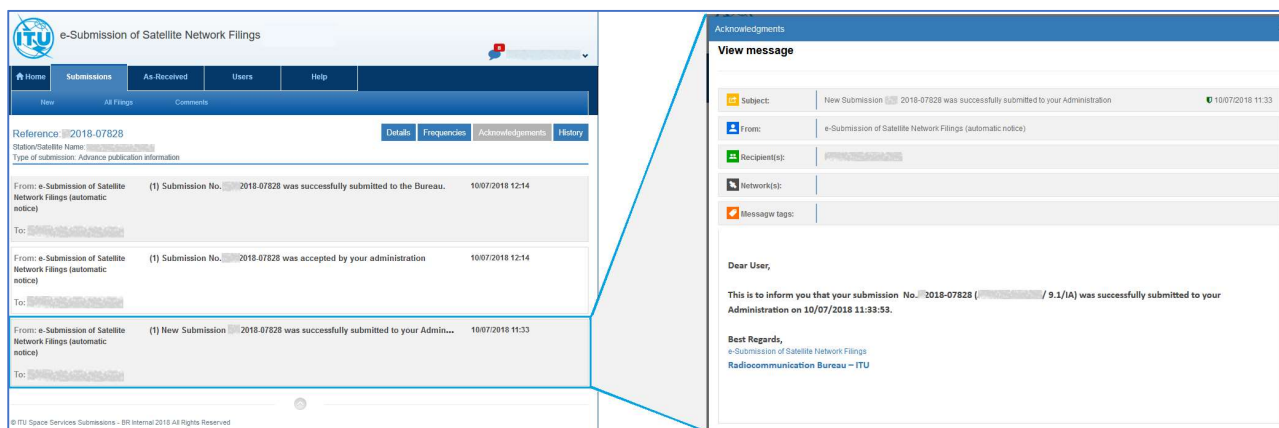 ITU
e-Submission of Satellite Network Filings
Home Submissions As-Received Users Help
New All Filings Comments
Reference: 2018-07828
Details Frequencies Acknowledgements History
Station/Satellite Name:
Type of submission: Advance publication information
From: e-Submission of Satellite Network Filings (automatic notice)
(1) Submission No. 2018-07828 was successfully submitted to the Bureau.
10/07/2018 12:14
To:
From: e-Submission of Satellite Network Filings (automatic notice)
(1) Submission No. 2018-07828 was accepted by your administration
10/07/2018 12:14
To:
From: e-Submission of Satellite Network Filings (automatic notice)
(1) New Submission 2018-07828 was successfully submitted to your Admin...
10/07/2018 11:33
To:
© ITU Space Services Submissions - BR Internal 2018 All Rights Reserved
Acknowledgments
View message
Subject: New Submission 2018-07828 was successfully submitted to your Administration 10/07/2018 11:33
From: e-Submission of Satellite Network Filings (automatic notice)
Recipient(s):
Network(s):
Messagw tags:
Dear User,
This is to inform you that your submission No. 2018-07828 ( / 9.1/IA) was successfully submitted to your
Administration on 10/07/2018 11:33:53.
Best Regards,
e-Submission of Satellite Network Filings
Radiocommunication Bureau – ITU